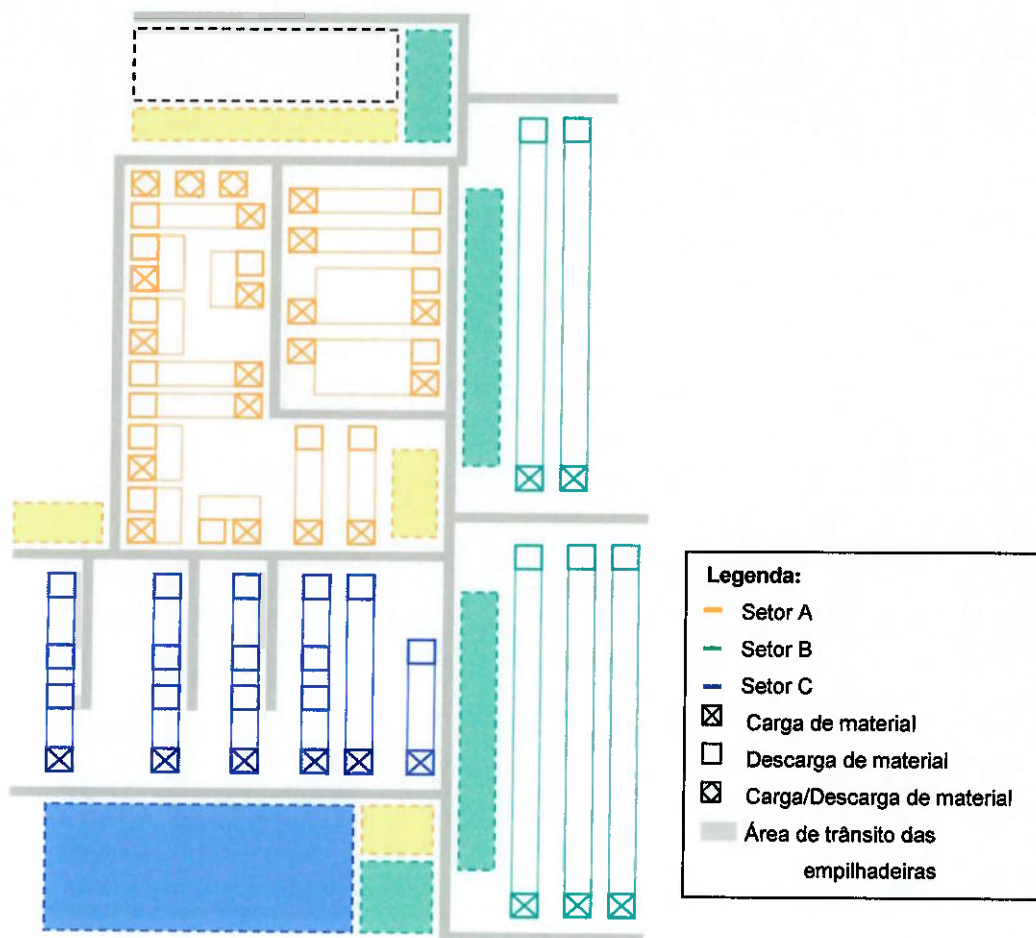 Legenda:
Setor A
Setor B
Setor C
Carga de material
Descarga de material
Carga/Descarga de material
Área de trânsito das
empilhadeiras